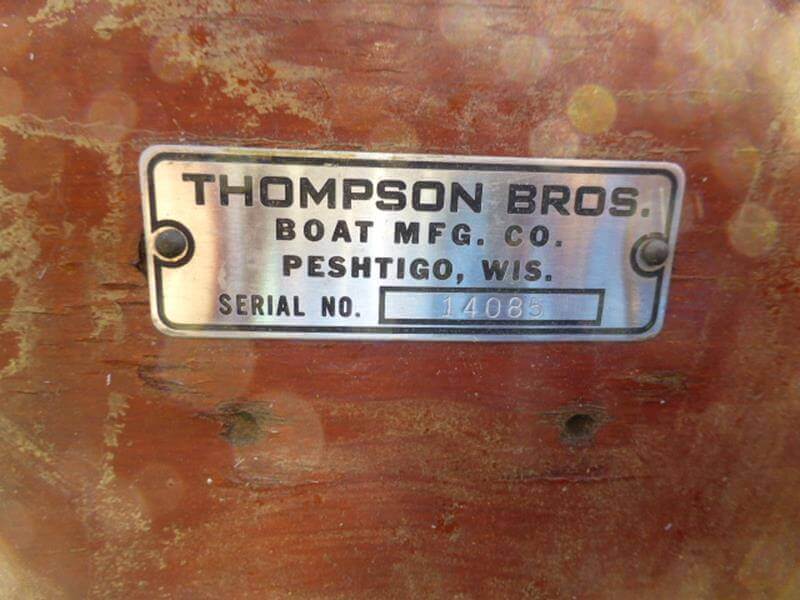 THOMPSON BROS.
BOAT MFG. CO.
PESHTIGO, WIS.
SERIAL NO. 14085